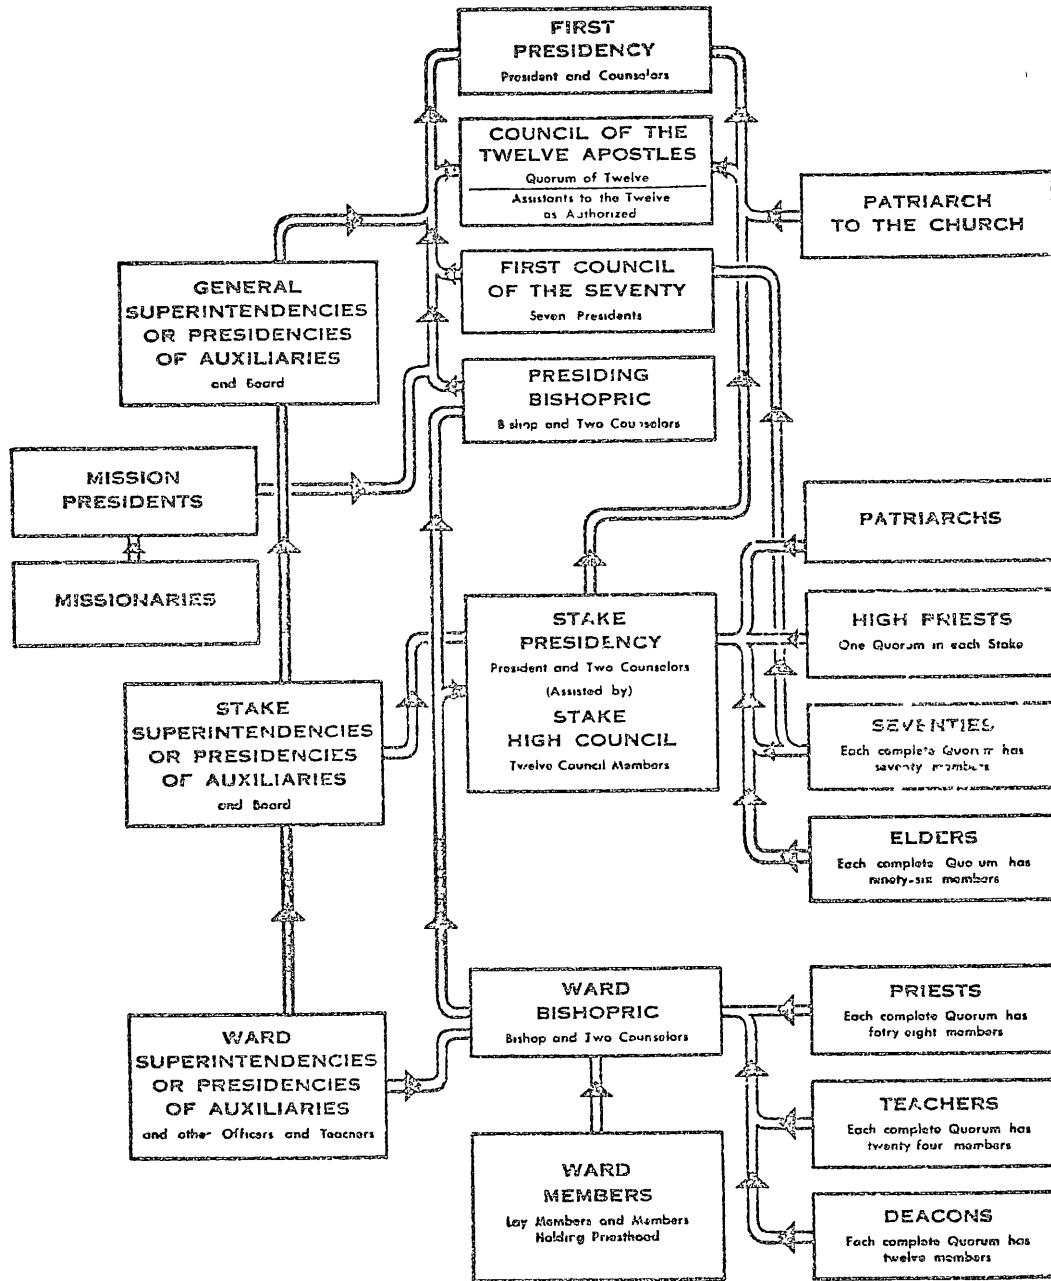 FIRST
PRESIDENCY
President and Counselors
COUNCIL OF THE
TWELVE APOSTLES
Quorum of Twelve
Assistants to the Twelve
as Authorized
PATRIARCH
TO THE CHURCH
FIRST COUNCIL
OF THE SEVENTY
Seven Presidents
GENERAL
SUPERINTENDENCIES
OR PRESIDENCIES
OF AUXILIARIES
and Board
PRESIDING
BISHOPRIC
Bishop and Two Counselors
MISSION
PRESIDENTS
MISSIONARIES
PATRIARCHS
STAKE
PRESIDENCY
President and Two Counselors
(Assisted by)
STAKE
HIGH COUNCIL
Twelve Council Members
HIGH PRIESTS
One Quorum in each Stake
STAKE
SUPERINTENDENCIES
OR PRESIDENCIES
OF AUXILIARIES
and Board
SEVENTIES
Each complete Quorum has
seventy members
ELDERS
Each complete Quorum has
ninety-six members
WARD
BISHOPRIC
Bishop and Two Counselors
PRIESTS
Each complete Quorum has
fotry eight members
WARD
SUPERINTENDENCIES
OR PRESIDENCIES
OF AUXILIARIES
and other Officers and Teachers
TEACHERS
Each complete Quorum has
twenty four members
WARD
MEMBERS
Lay Members and Members
Holding Priesthood
DEACONS
Each complete Quorum has
twelve members